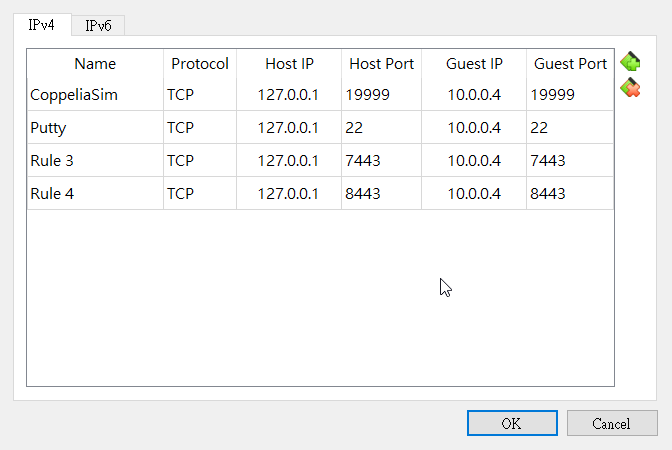 IPv4 IPv6
Name Protocol Host IP Host Port Guest IP Guest Port
CoppeliaSim TCP 127.0.0.1 19999 10.0.0.4 19999
Putty TCP 127.0.0.1 22 10.0.0.4 22
Rule 3 TCP 127.0.0.1 7443 10.0.0.4 7443
Rule 4 TCP 127.0.0.1 8443 10.0.0.4 8443
OK Cancel